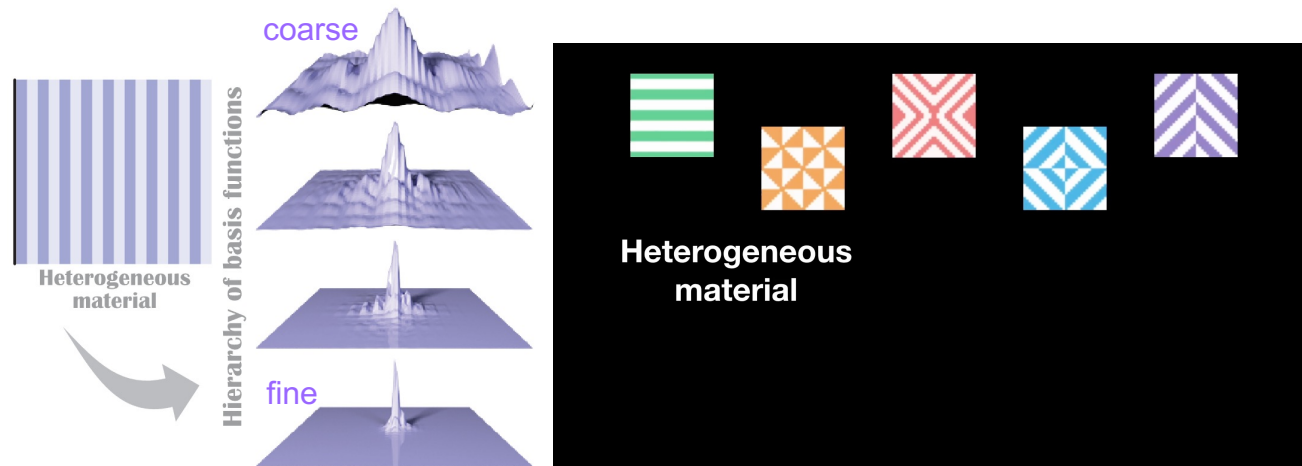 coarse
Heterogeneous
material
Hierarchy of basis functions
fine
Heterogeneous
material